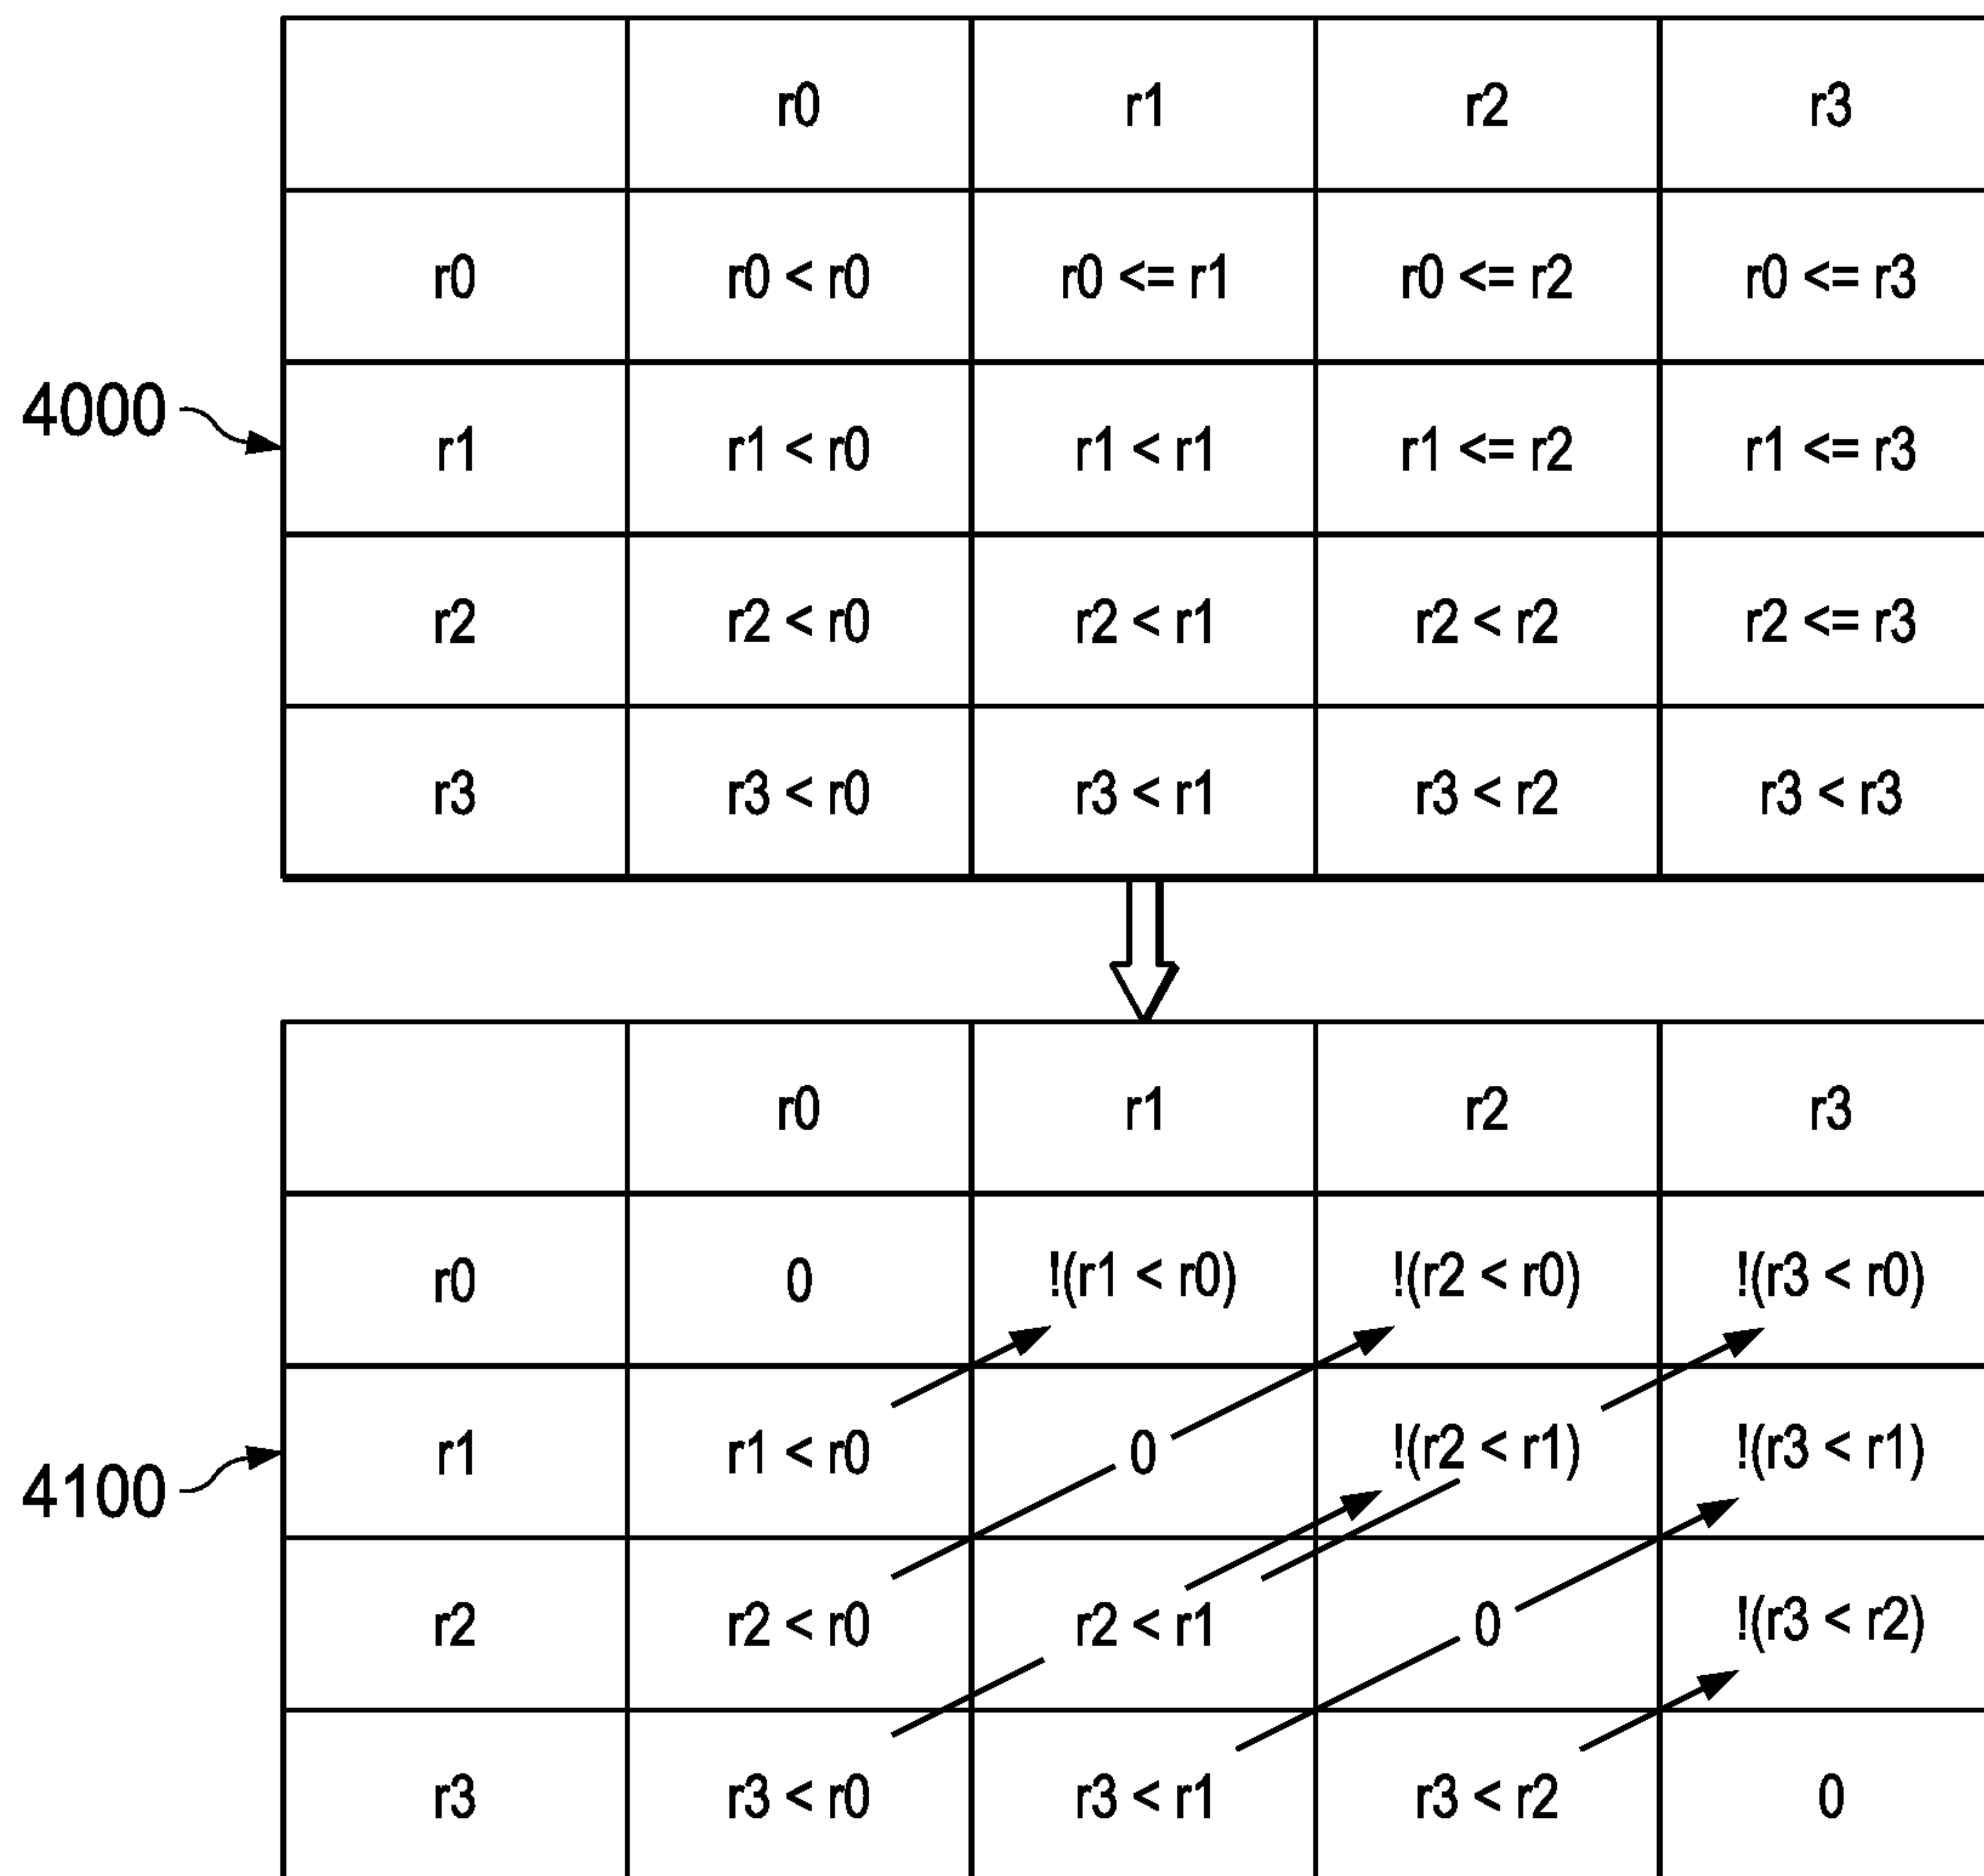 r0 r1 r2 r3
r0 r0 < r0 r0 <= r1 r0 <= r2 r0 <= r3
4000 r1 r1 < r0 r1 < r1 r1 <= r2 r1 <= r3
r2 r2 < r0 r2 < r1 r2 < r2 r2 <= r3
r3 r3 < r0 r3 < r1 r3 < r2 r3 < r3
r0 r1 r2 r3
r0 0 !(r1 < r0) !(r2 < r0) !(r3 < r0)
4100 r1 r1 < r0 0 !(r2 < r1) !(r3 < r1)
r2 r2 < r0 r2 < r1 0 !(r3 < r2)
r3 r3 < r0 r3 < r1 r3 < r2 0